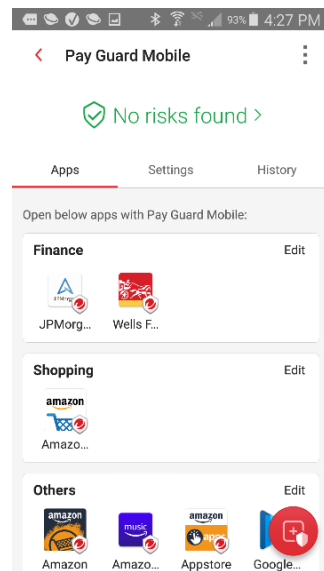 93% 4:27 PM
Pay Guard Mobile
No risks found >
Apps Settings History
Open below apps with Pay Guard Mobile:
Finance Edit
JPMorg... Wells F...
Shopping Edit
amazon
Amazo...
Others Edit
amazon music amazon
apps
Amazon Amazo... Appstore Google...